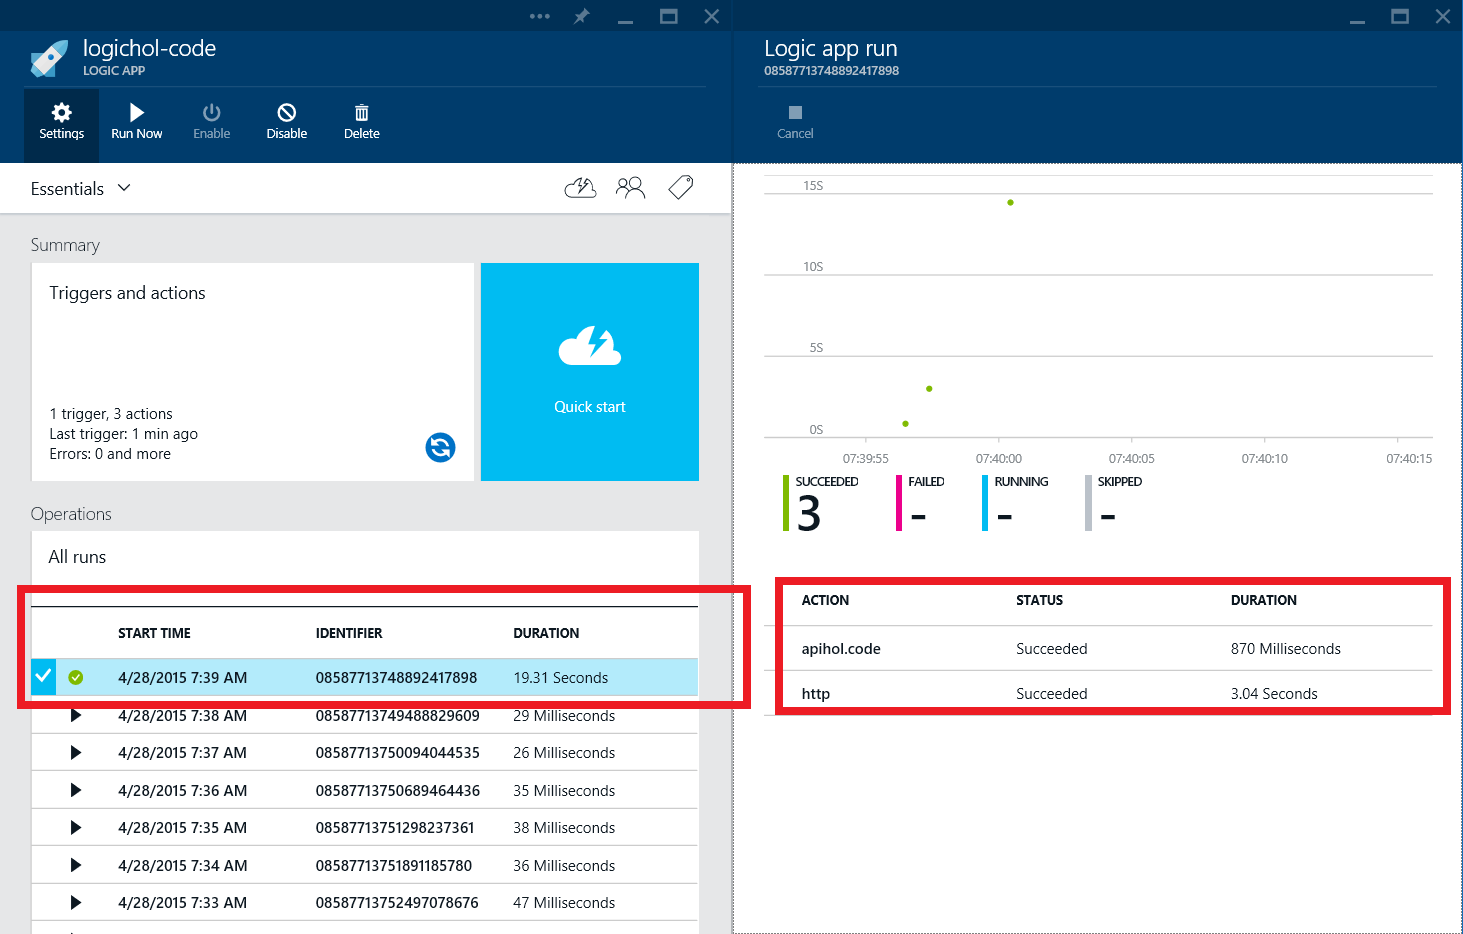 logichol-code
LOGIC APP
Settings
Run Now
Enable
Disable
Delete
Essentials
Summary
Triggers and actions
1 trigger, 3 actions
Last trigger: 1 min ago
Errors: 0 and more
Quick start
Operations
All runs
START TIME IDENTIFIER DURATION
4/28/2015 7:39 AM 08587713748892417898 19.31 Seconds
4/28/2015 7:38 AM 08587713749488829609 29 Milliseconds
4/28/2015 7:37 AM 08587713750094044535 26 Milliseconds
4/28/2015 7:36 AM 08587713750689464436 35 Milliseconds
4/28/2015 7:35 AM 08587713751298237361 38 Milliseconds
4/28/2015 7:34 AM 08587713751891185780 36 Milliseconds
4/28/2015 7:33 AM 08587713752497078676 47 Milliseconds
Logic app run
08587713748892417898
Cancel
15S
10S
5S
0S
07:39:55 07:40:00 07:40:05 07:40:10 07:40:15
SUCCEEDED FAILED RUNNING SKIPPED
3 - - -
ACTION STATUS DURATION
apihol.code Succeeded 870 Milliseconds
http Succeeded 3.04 Seconds